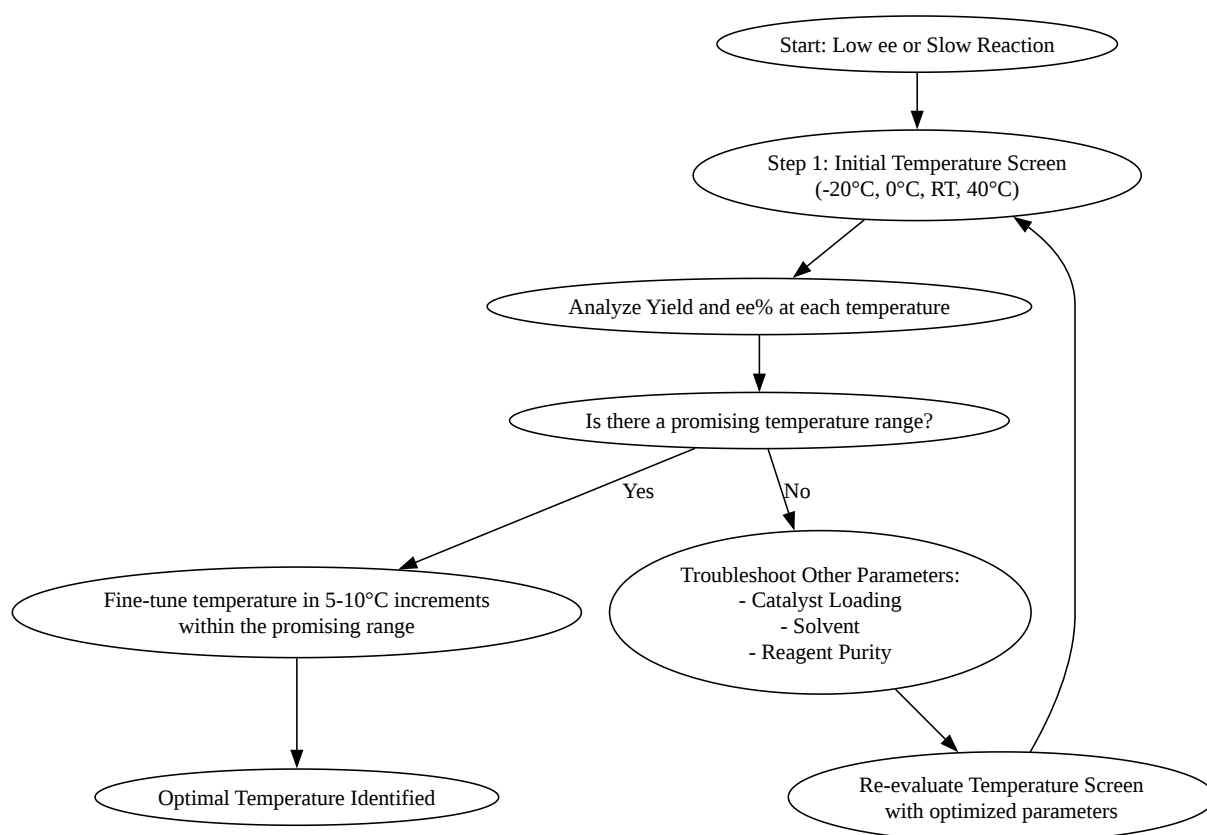 Start: Low ee or Slow Reaction
Step 1: Initial Temperature Screen
(-20°C, 0°C, RT, 40°C)
Analyze Yield and ee% at each temperature
Is there a promising temperature range?
Yes
No
Fine-tune temperature in 5-10°C increments
within the promising range
Troubleshoot Other Parameters:
- Catalyst Loading
- Solvent
- Reagent Purity
Optimal Temperature Identified
Re-evaluate Temperature Screen
with optimized parameters